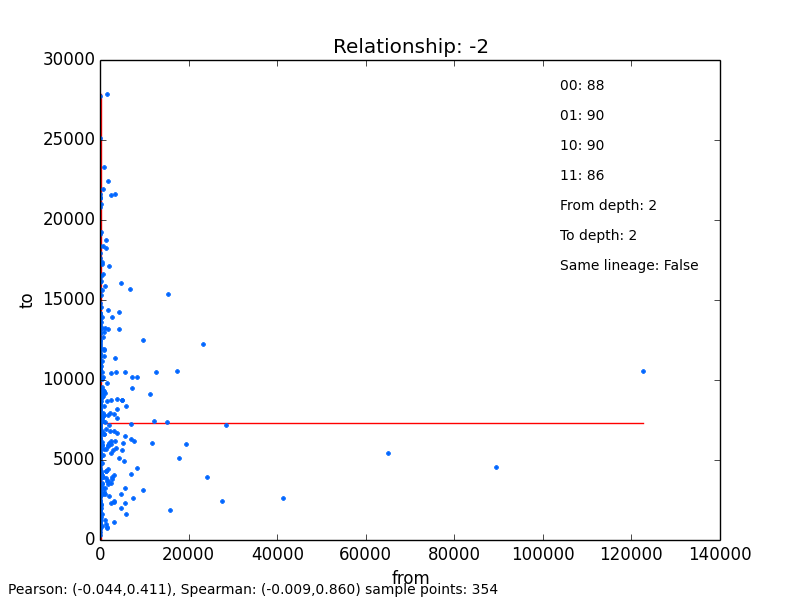 Relationship: -2
30000
25000
20000
15000
10000
5000
0
to
00: 88
01: 90
10: 90
11: 86
From depth: 2
To depth: 2
Same lineage: False
0 20000 40000 60000 80000 100000 120000 140000
from
Pearson: (-0.044,0.411), Spearman: (-0.009,0.860) sample points: 354